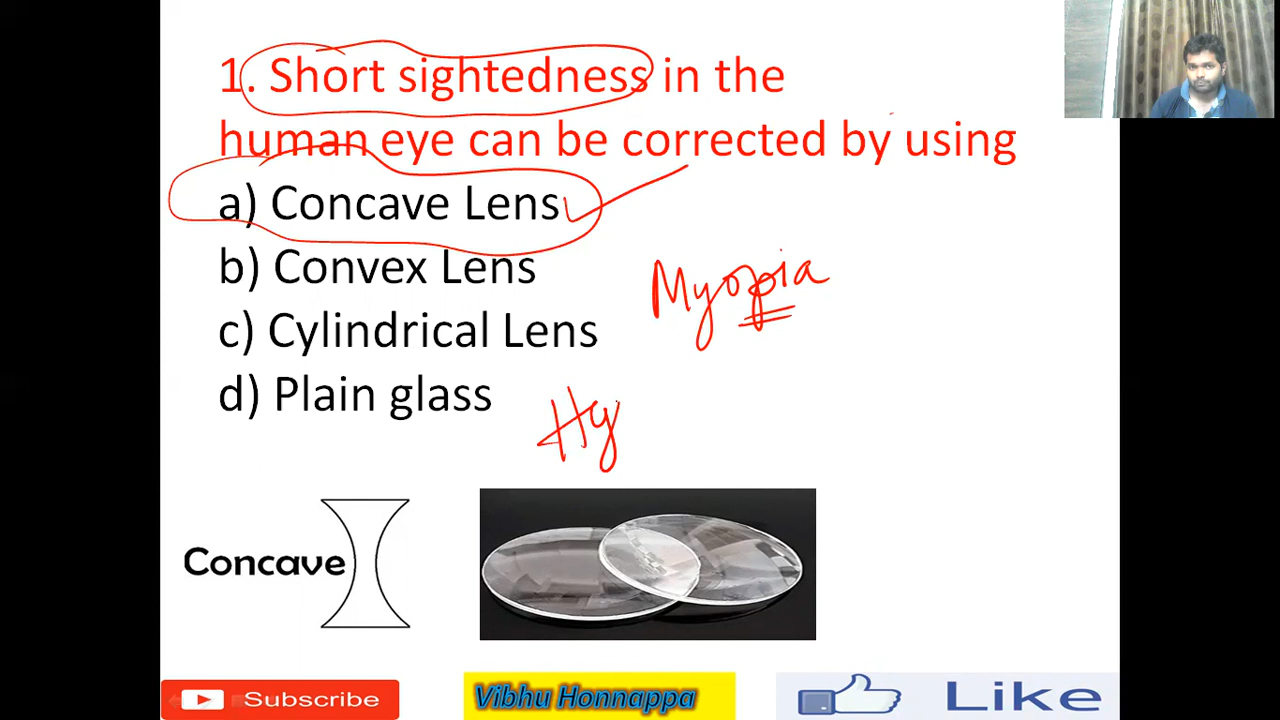 1. Short sightedness in the
human eye can be corrected by using
a) Concave Lens
b) Convex Lens
Myopia
c) Cylindrical Lens
d) Plain glass
Hy
Concave
Subscribe
Vibhu Honnappa
Like